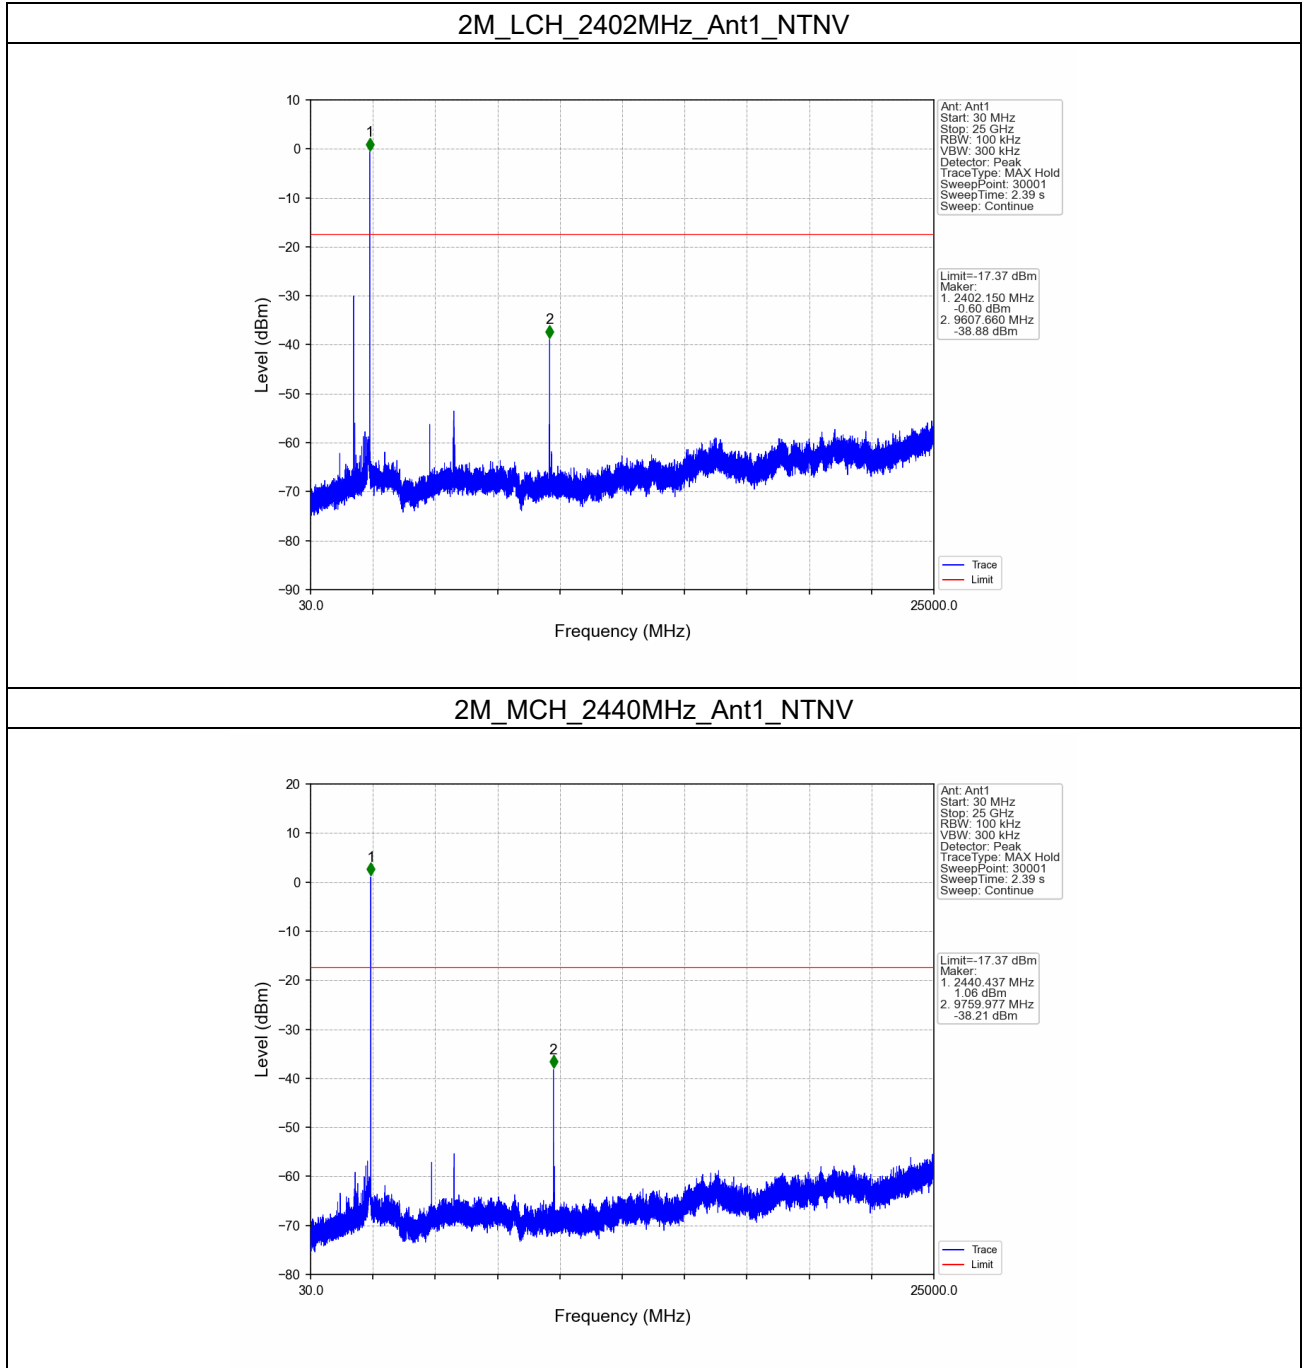 2M_LCH_2402MHz_Ant1_NTNV
10
0
−10
−20
−30
−40
−50
−60
−70
−80
−90
Level (dBm)
1
2
30.0
25000.0
Frequency (MHz)
Ant: Ant1
Start: 30 MHz
Stop: 25 GHz
RBW: 100 kHz
VBW: 300 kHz
Detector: Peak
TraceType: MAX Hold
SweepPoint: 30001
SweepTime: 2.39 s
Sweep: Continue
Limit=-17.37 dBm
Maker:
1. 2402.150 MHz
-0.60 dBm
2. 9607.660 MHz
-38.88 dBm
Trace
Limit
2M_MCH_2440MHz_Ant1_NTNV
20
10
0
−10
−20
−30
−40
−50
−60
−70
−80
Level (dBm)
1
2
30.0
25000.0
Frequency (MHz)
Ant: Ant1
Start: 30 MHz
Stop: 25 GHz
RBW: 100 kHz
VBW: 300 kHz
Detector: Peak
TraceType: MAX Hold
SweepPoint: 30001
SweepTime: 2.39 s
Sweep: Continue
Limit=-17.37 dBm
Maker:
1. 2440.437 MHz
1.06 dBm
2. 9759.977 MHz
-38.21 dBm
Trace
Limit